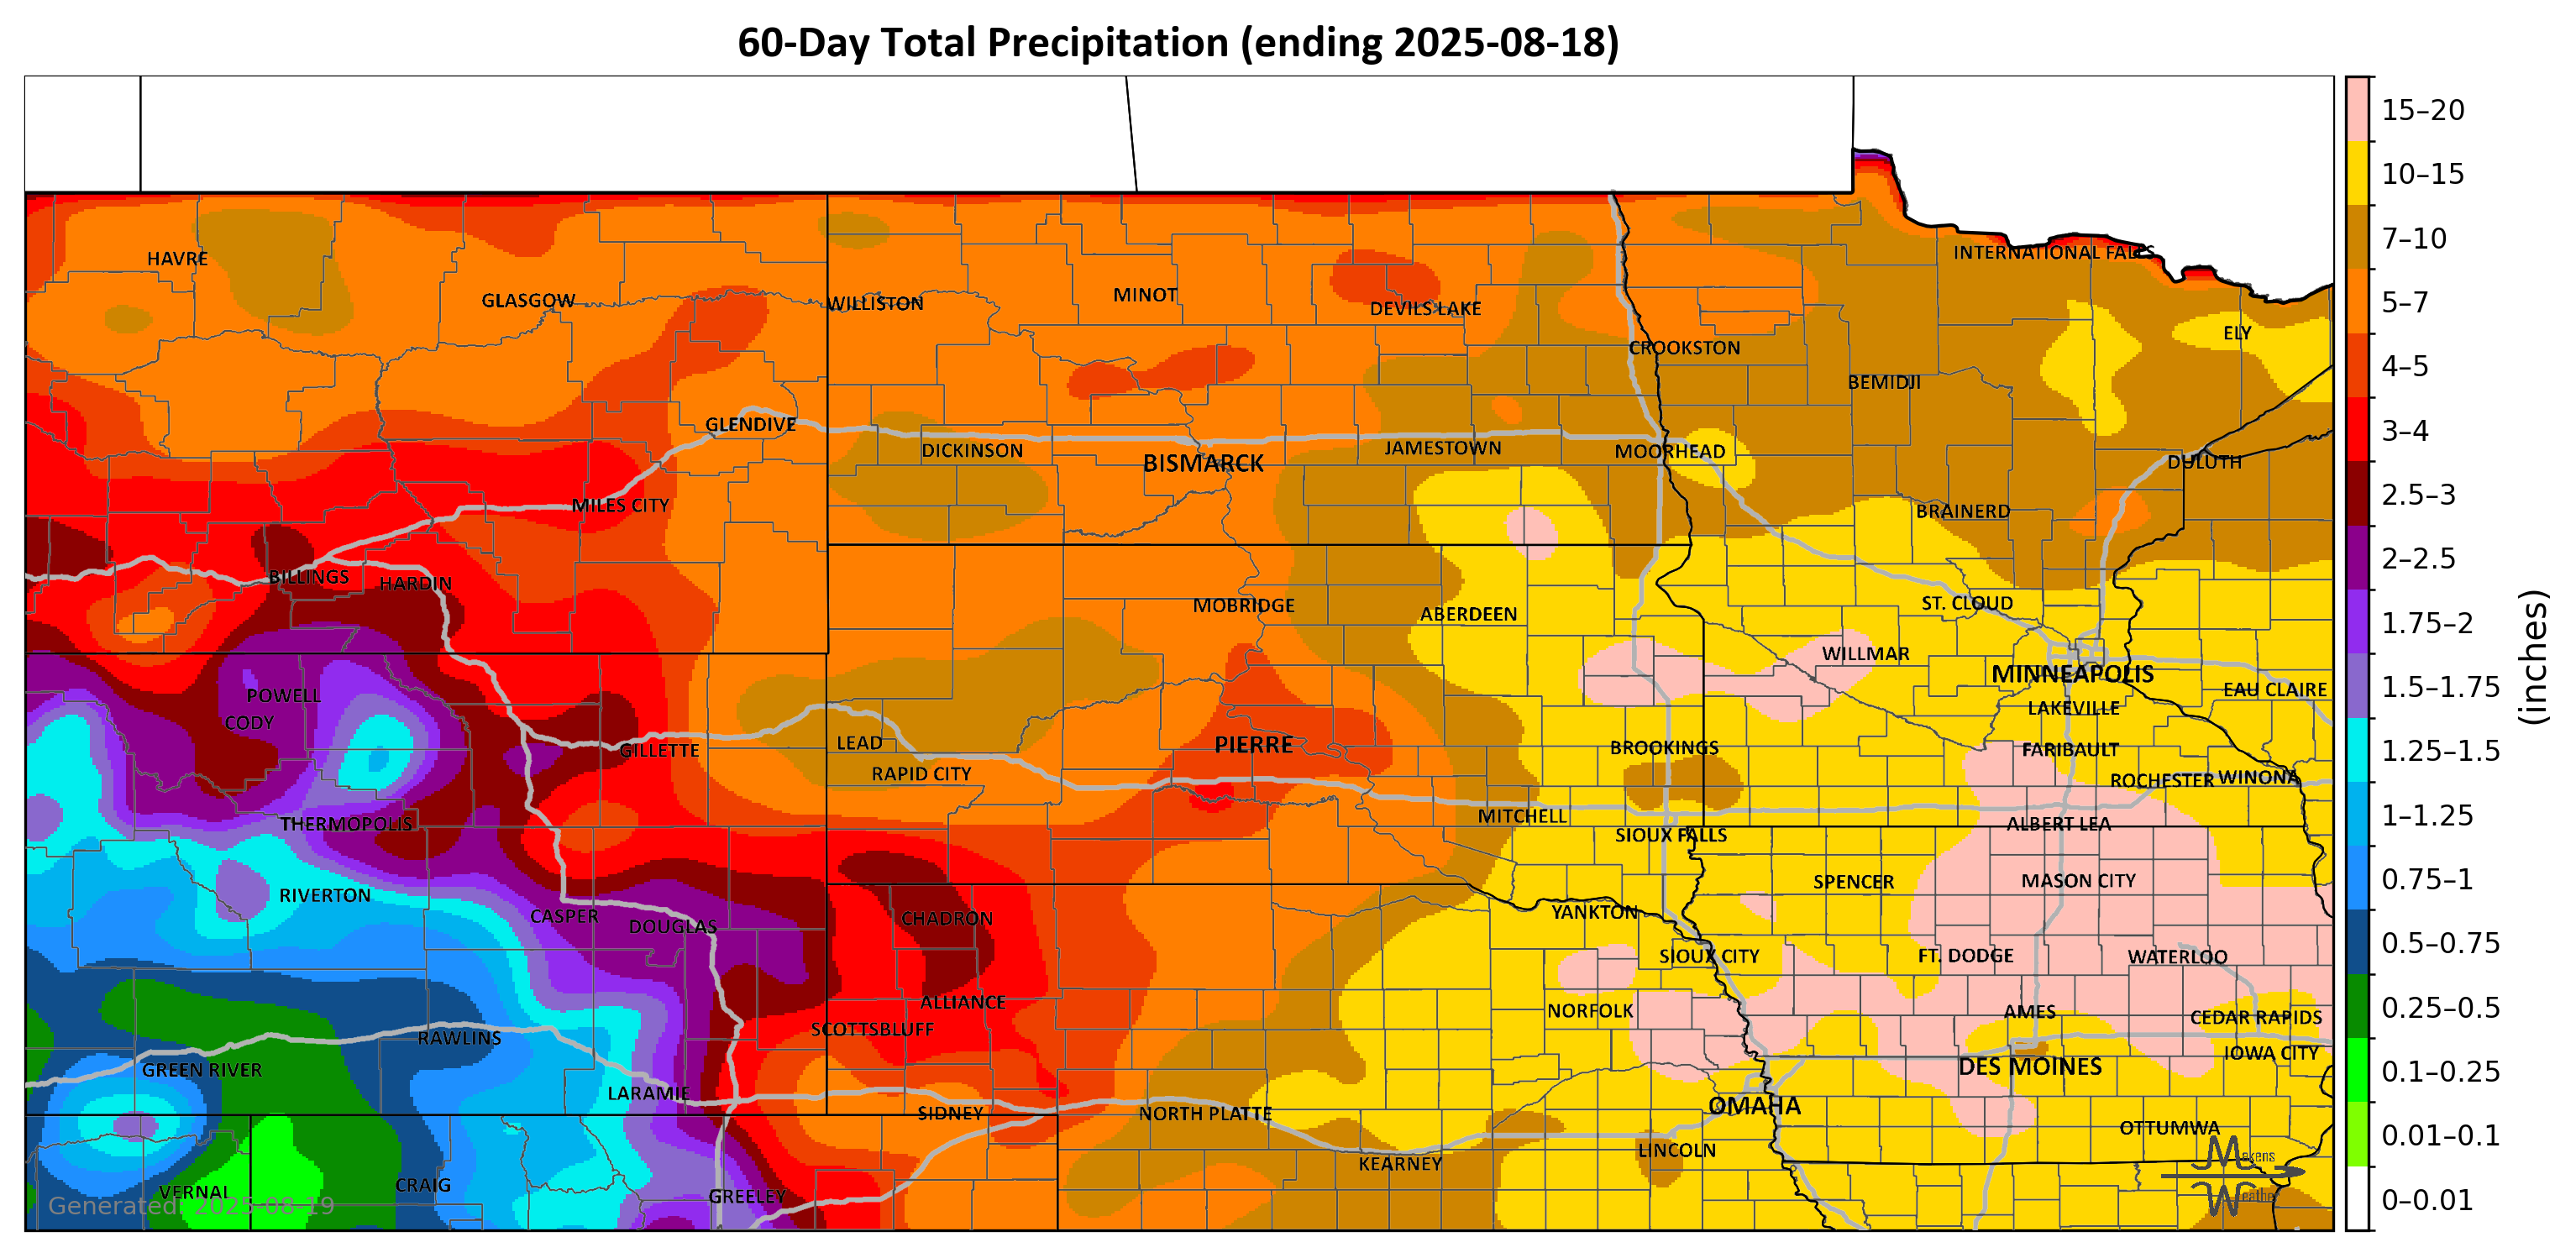 60-Day Total Precipitation (ending 2025-08-18)
15–20
10–15
7–10
5–7
4–5
3–4
2.5–3
2–2.5
1.75–2
1.5–1.75
1.25–1.5
1–1.25
0.75–1
0.5–0.75
0.25–0.5
0.1–0.25
0.01–0.1
0–0.01
(inches)
INTERNATIONAL FALLS
HAVRE
GLASGOW
WILLISTON
MINOT
DEVILS LAKE
ELY
CROOKSTON
BEMIDJI
GLENDIVE
DICKINSON
BISMARCK
JAMESTOWN
MOORHEAD
DULUTH
MILES CITY
BRAINERD
BILLINGS
HARDIN
MOBRIDGE
ABERDEEN
ST. CLOUD
WILLMAR
MINNEAPOLIS
POWELL
EAU CLAIRE
CODY
LAKEVILLE
GILLETTE
LEAD
PIERRE
BROOKINGS
FARIBAULT
RAPID CITY
ROCHESTER
WINONA
THERMOPOLIS
MITCHELL
SIOUX FALLS
ALBERT LEA
RIVERTON
SPENCER
MASON CITY
CASPER
DOUGLAS
CHADRON
YANKTON
SIOUX CITY
FT. DODGE
WATERLOO
ALLIANCE
NORFOLK
AMES
CEDAR RAPIDS
SCOTTSBLUFF
RAWLINS
IOWA CITY
GREEN RIVER
DES MOINES
LARAMIE
SIDNEY
NORTH PLATTE
OMAHA
OTTUMWA
LINCOLN
KEARNEY
Makens
Weather
VERNAL
CRAIG
GREELEY
Generated: 2025-08-19